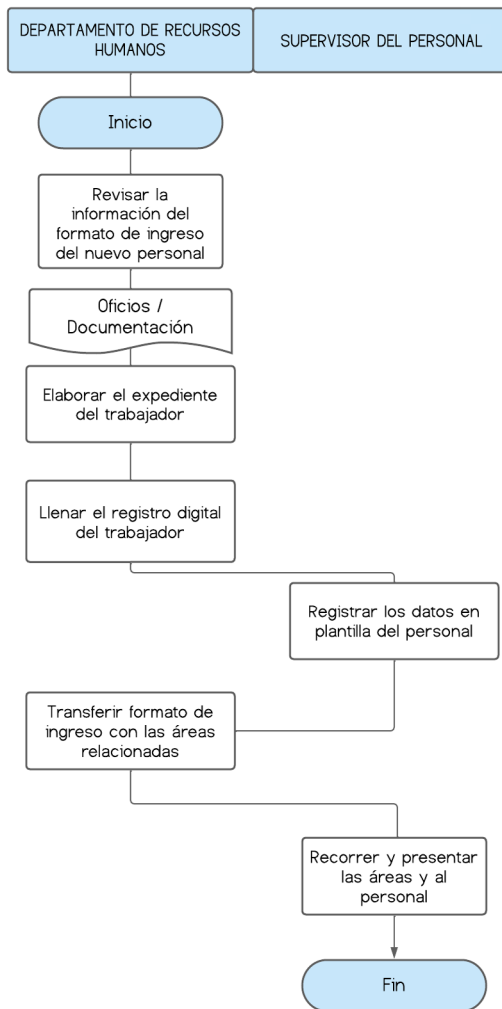 DEPARTAMENTO DE RECURSOS
HUMANOS
SUPERVISOR DEL PERSONAL
Inicio
Revisar la
información del
formato de ingreso
del nuevo personal
Oficios /
Documentación
Elaborar el expediente
del trabajador
Llenar el registro digital
del trabajador
Registrar los datos en
plantilla del personal
Transferir formato de
ingreso con las áreas
relacionadas
Recorrer y presentar
las áreas y al
personal
Fin